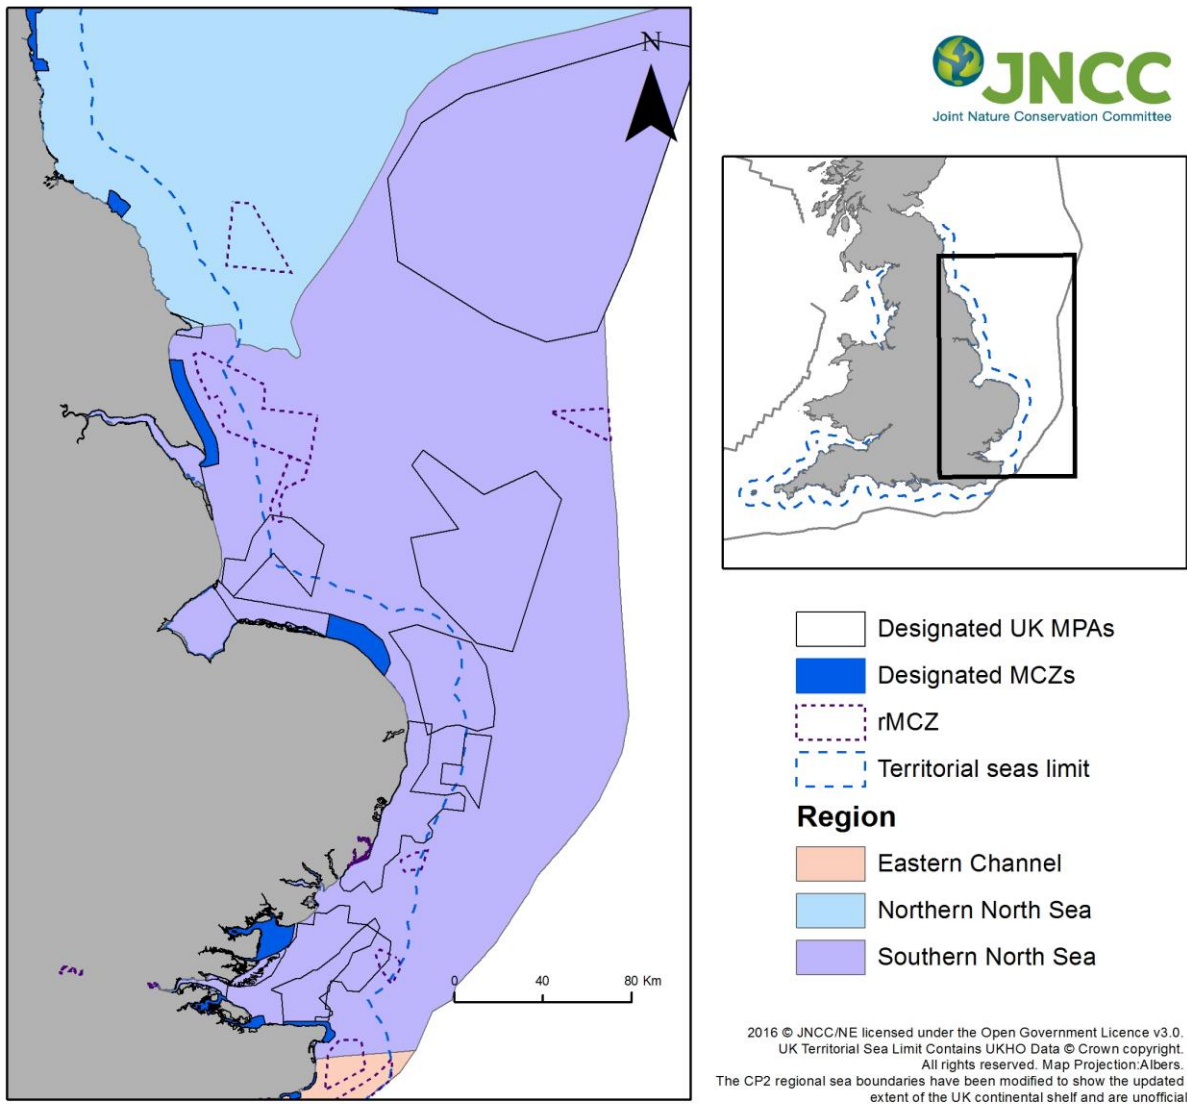 N
JNCC
Joint Nature Conservation Committee
Designated UK MPAs
Designated MCZs
rMCZ
Territorial seas limit
Region
Eastern Channel
Northern North Sea
Southern North Sea
0 40 80 Km
2016 © JNCC/NE licensed under the Open Government Licence v3.0.
UK Territorial Sea Limit Contains UKHO Data © Crown copyright.
All rights reserved. Map Projection:Albers.
The CP2 regional sea boundaries have been modified to show the updated
extent of the UK continental shelf and are unofficial